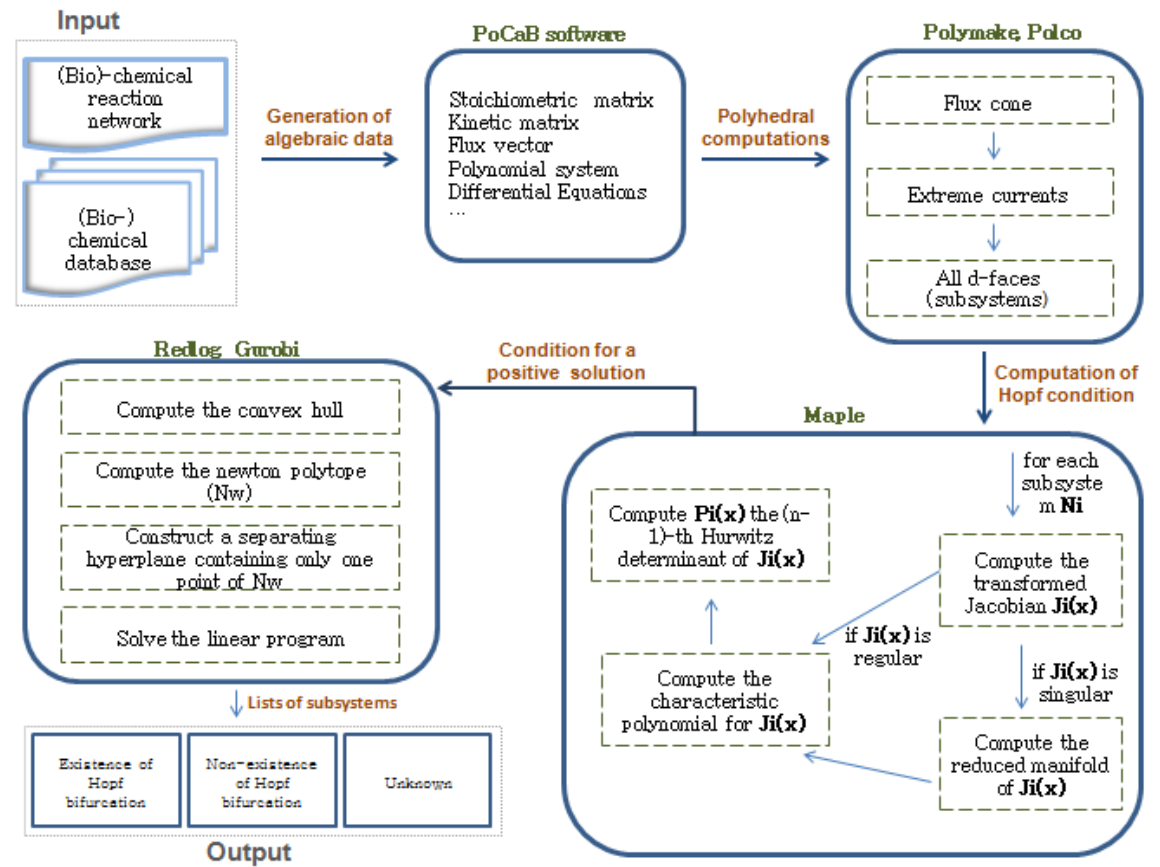 Input
(Bio)-chemical
reaction
network
(Bio-)
chemical
database
Generation of
algebraic data
PoCaB software
Stoichiometric matrix
Kinetic matrix
Flux vector
Polynomial system
Differential Equations
...
Polyhedral
computations
Polymake, Polco
Flux cone
Extreme currents
All d-faces
(subsystems)
Computation of
Hopf condition
Maple
for each
subsyste
m Ni
Compute the
transformed
Jacobian Ji(x)
if Ji(x) is
regular
if Ji(x) is
singular
Compute the
reduced manifold
of Ji(x)
Compute the
characteristic
polynomial for Ji(x)
Compute Pi(x) the (n-
1)-th Hurwitz
determinant of Ji(x)
Condition for a
positive solution
Redlog Gurobi
Compute the convex hull
Compute the newton polytope
(Nw)
Construct a separating
hyperplane containing only one
point of Nw
Solve the linear program
Lists of subsystems
Existence of
Hopf
bifurcation
Non-existence
of Hopf
bifurcation
Unknown
Output